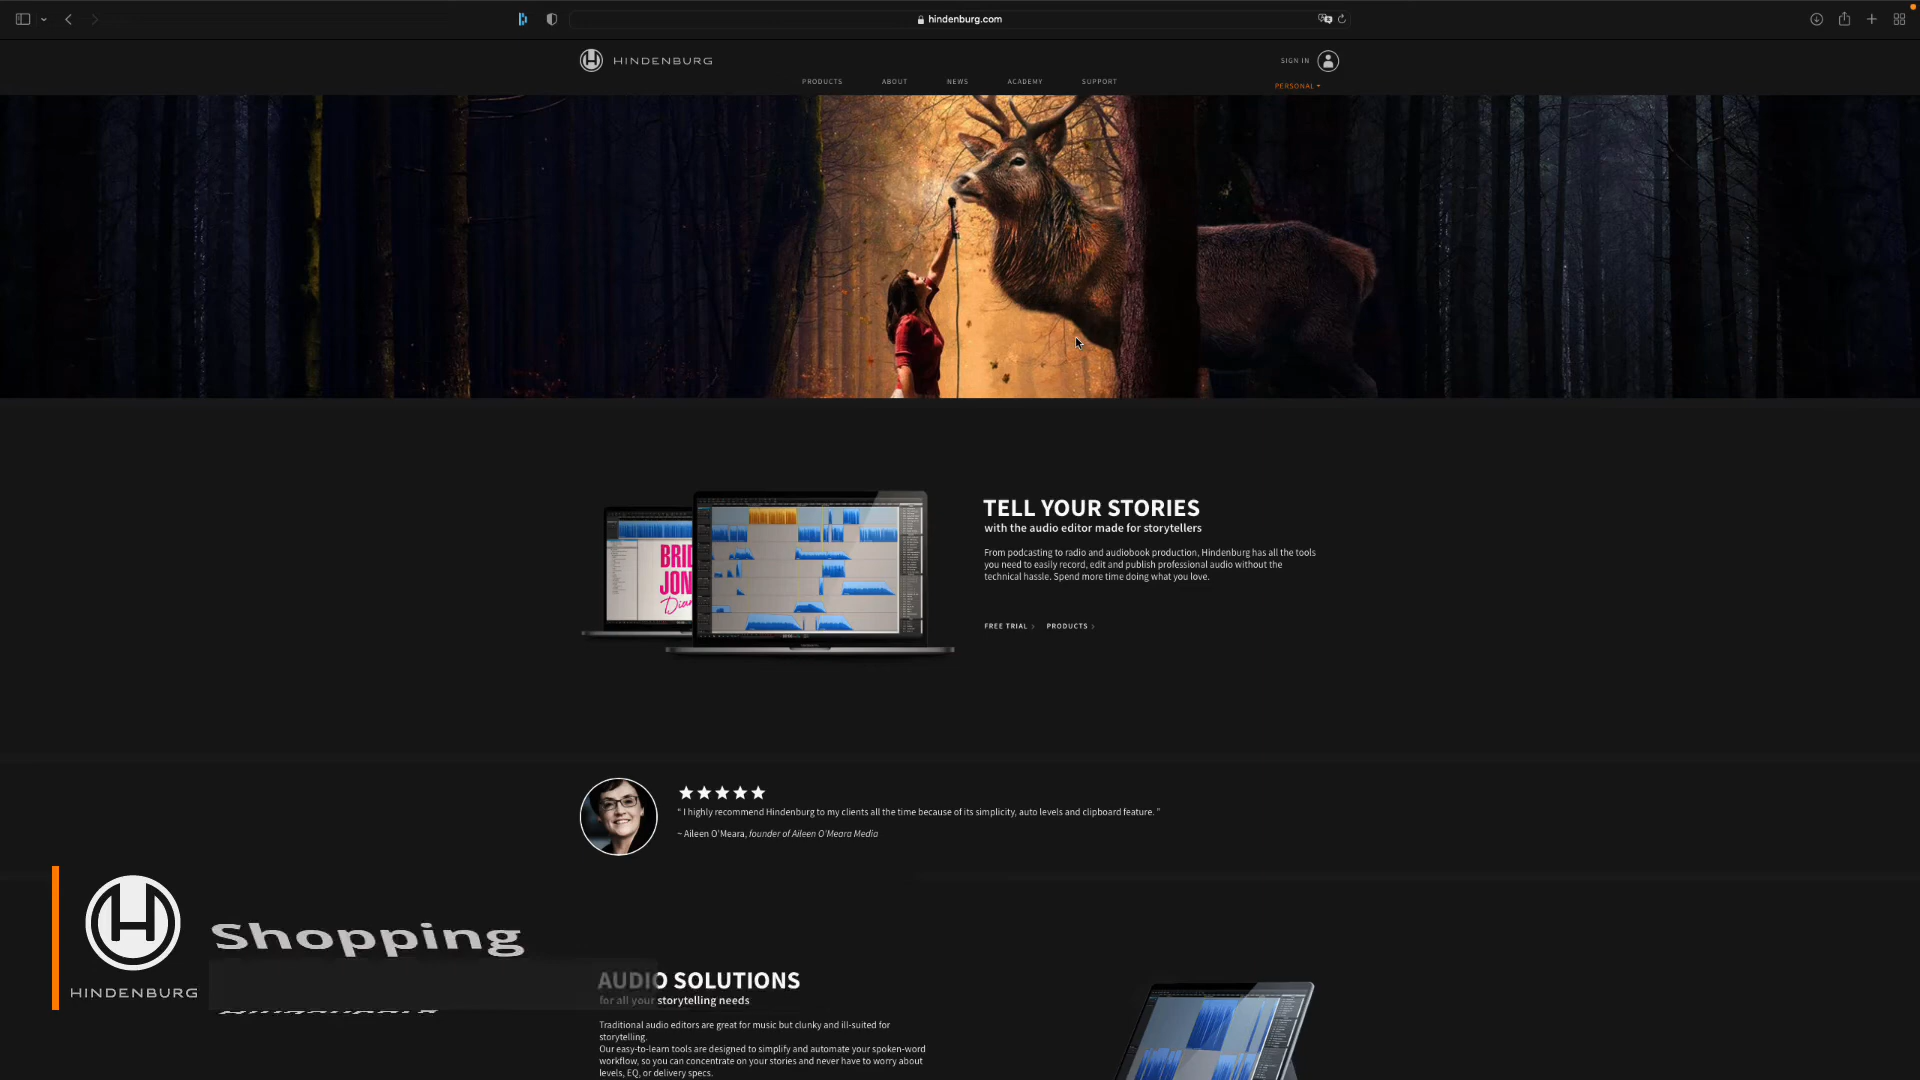 hindenburg.com
HINDENBURG
SIGN IN
PRODUCTS ABOUT NEWS ACADEMY SUPPORT
PERSONAL
TELL YOUR STORIES
with the audio editor made for storytellers
From podcasting to radio and audiobook production, Hindenburg has all the tools
you need to easily record, edit and publish professional audio without the
technical hassle. Spend more time doing what you love.
FREE TRIAL PRODUCTS
“ I highly recommend Hindenburg to my clients all the time because of its simplicity, auto levels and clipboard feature. ”
~ Aileen O'Meara, founder of Aileen O'Meara Media
Shopping
HINDENBURG
AUDIO SOLUTIONS
for all your storytelling needs
Traditional audio editors are great for music but clunky and ill-suited for
storytelling.
Our easy-to-learn tools are designed to simplify and automate your spoken-word
workflow, so you can concentrate on your stories and never have to worry about
levels, EQ, or delivery specs.